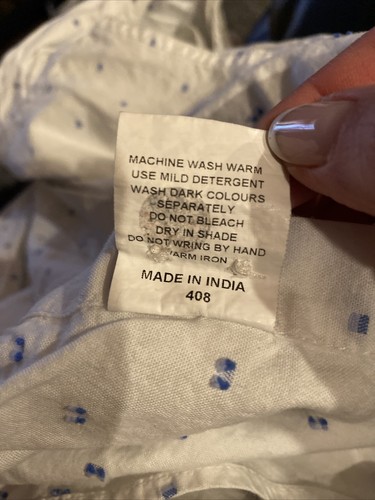 MACHINE WASH WARM
USE MILD DETERGENT
WASH DARK COLOURS
SEPARATELY
DO NOT BLEACH
DRY IN SHADE
DO NOT WRING BY HAND
WARM IRON
MADE IN INDIA
408